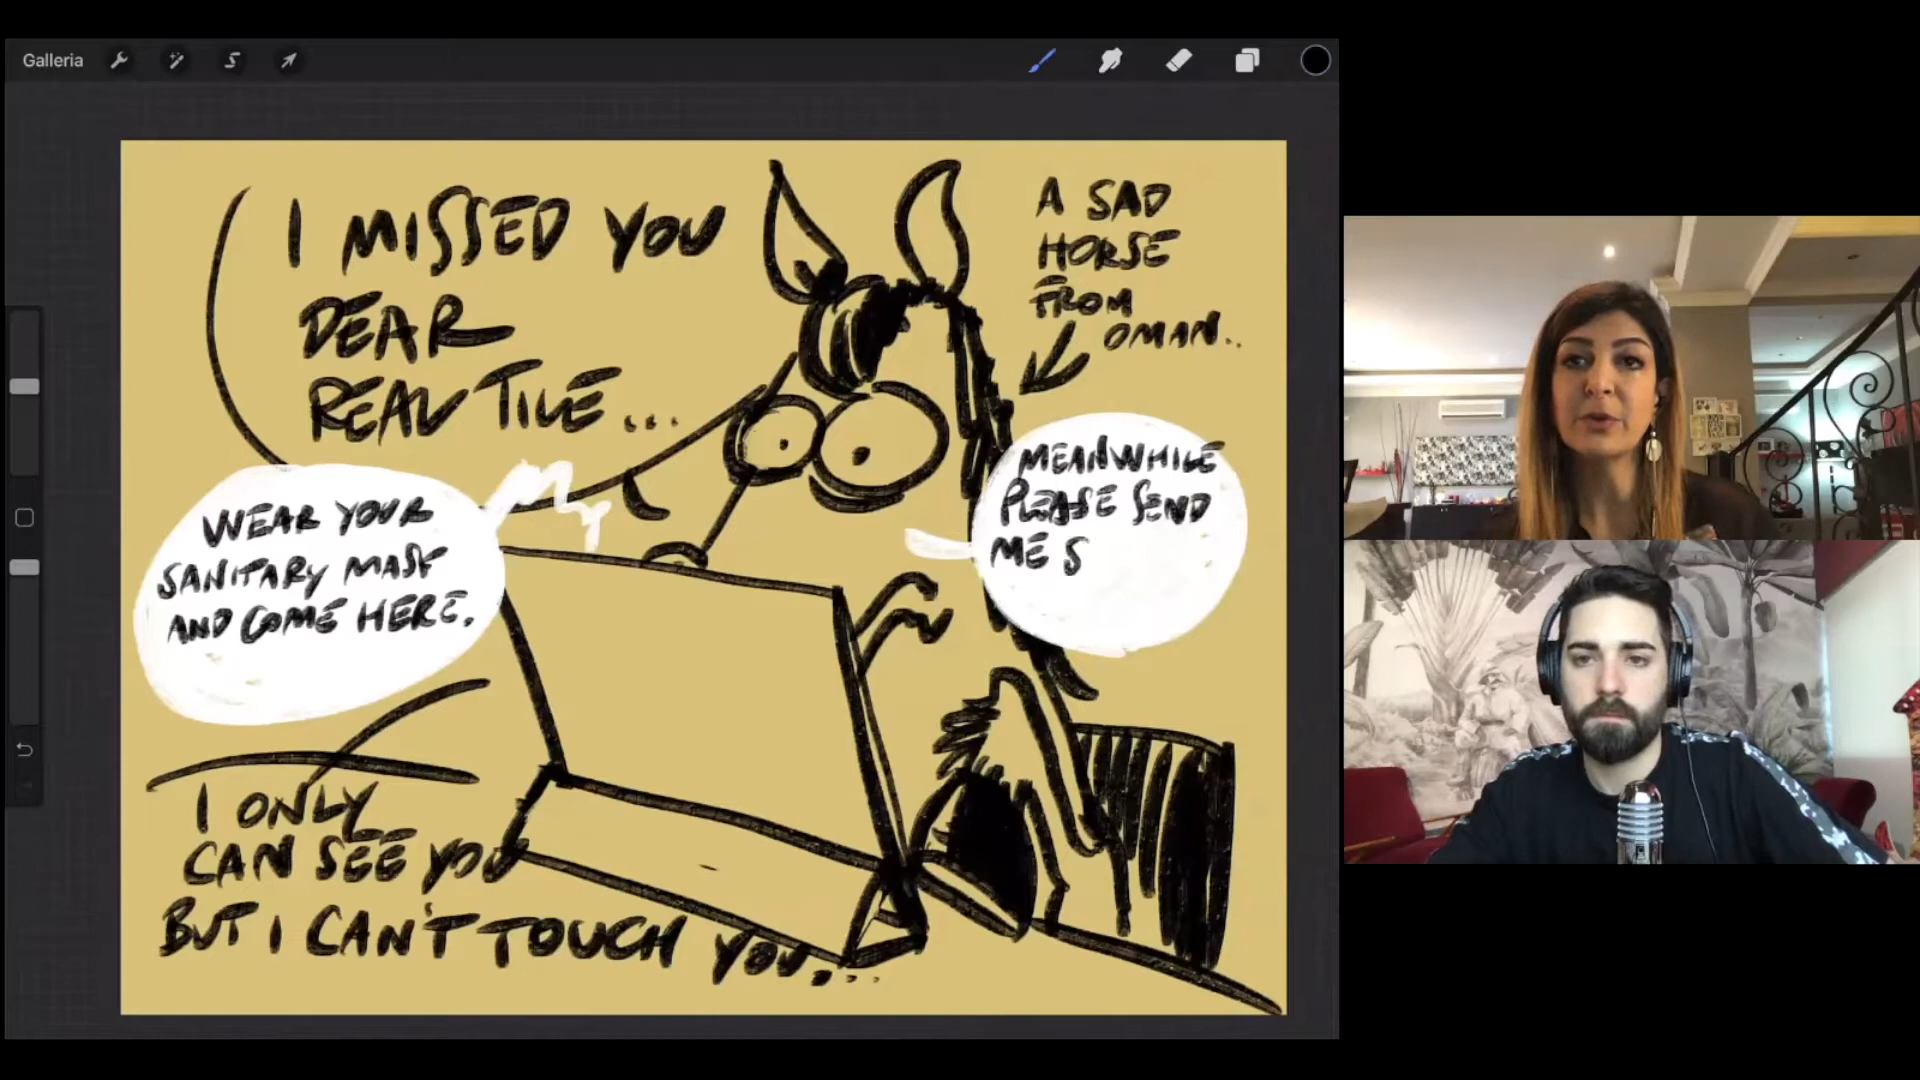 Galleria
I MISSED YOU
DEAR
REAL TILE...
A SAD
HORSE
FROM
OMAN..
WEAR YOUR
SANITARY MASK
AND COME HERE.
MEANWHILE
PLEASE SEND
ME S
I ONLY
CAN SEE YOU
BUT I CAN'T TOUCH YOU...